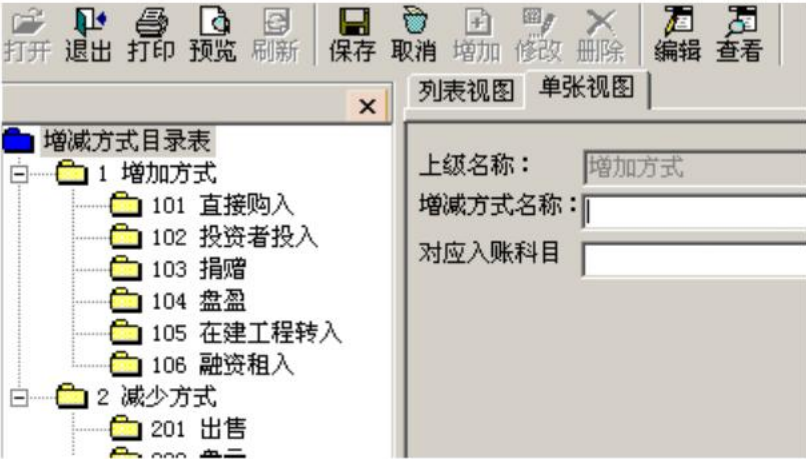 打开 退出 打印 预览 刷新 保存 取消 增加 修改 删除 编辑 查看
列表视图 单张视图
增减方式目录表
1 增加方式
101 直接购入
102 投资者投入
103 捐赠
104 盘盈
105 在建工程转入
106 融资租入
2 减少方式
201 出售
上级名称： 增加方式
增减方式名称：
对应入账科目